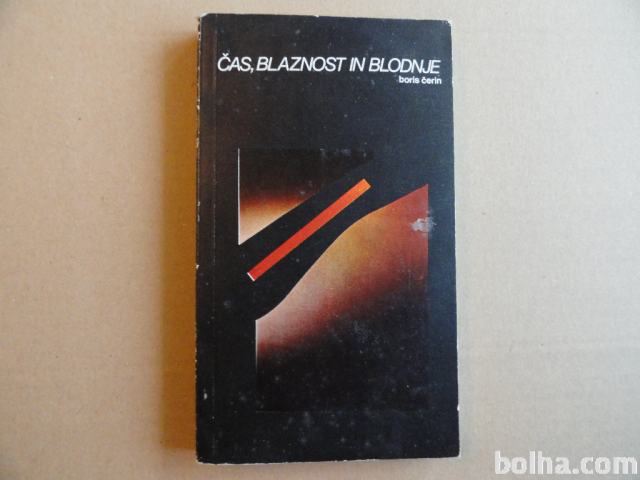 ČAS, BLAZNOST IN BLODNJE
boris čerin
bolha.com